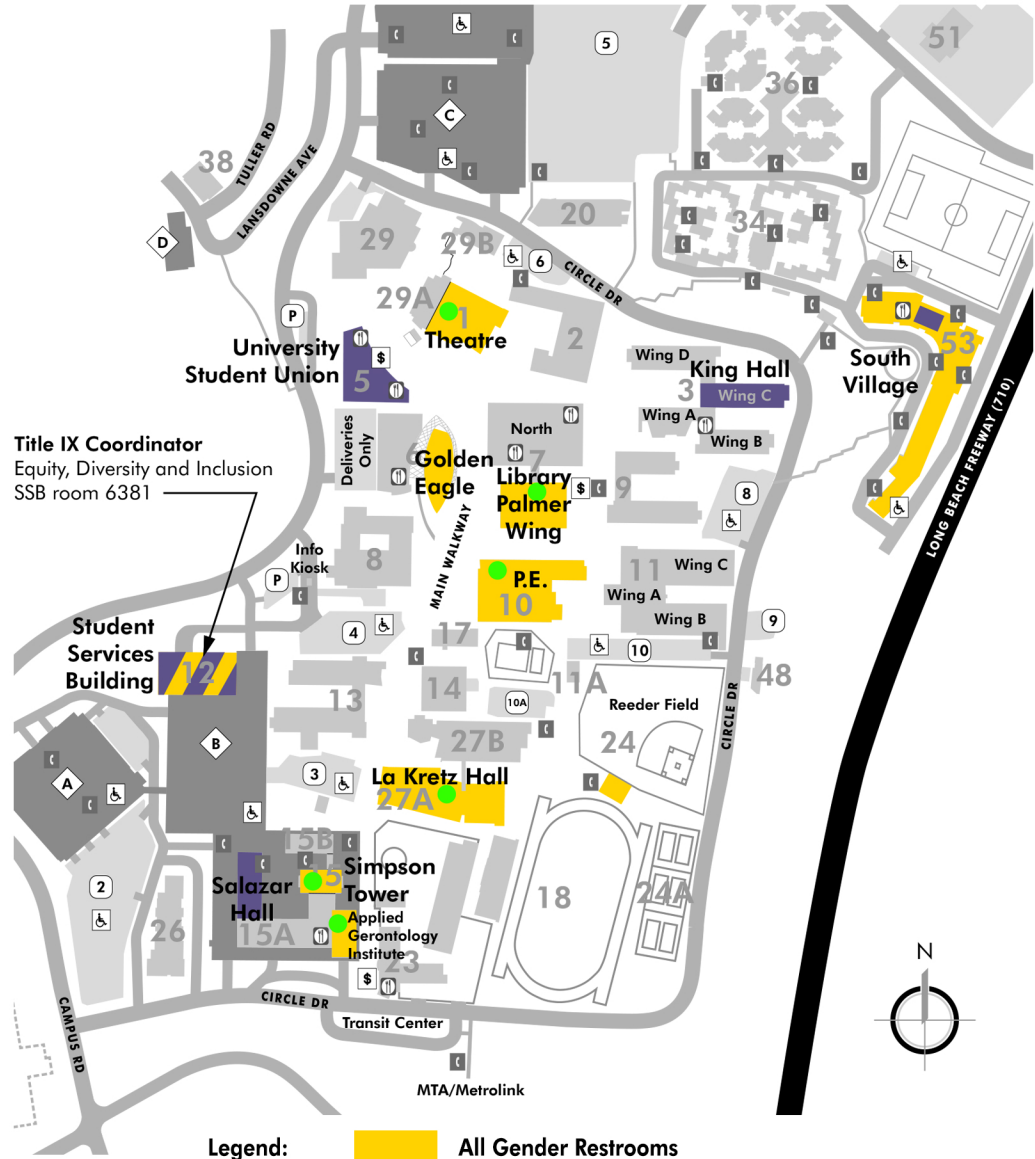 51
5
36
C
38
TULLER RD
LANSDOWNE AVE
20
34
D
29
29B
6
CIRCLE DR
29A
P
1
Theatre
2
University
Student Union
5
Wing D
King Hall
3
Wing C
South
Village
53
Wing A
Wing B
North
7
Deliveries
Only
6
Golden
Eagle
Library
Palmer
Wing
9
8
LONG BEACH FREEWAY (710)
Title IX Coordinator
Equity, Diversity and Inclusion
SSB room 6381
$
$
MAIN WALKWAY
Info
Kiosk
8
P
P.E.
10
11
Wing C
Wing A
Wing B
9
4
17
10
Student
Services
Building
12
13
14
10A
11A
48
Reeder Field
24
CIRCLE DR
B
27B
A
3
La Kretz Hall
27A
15B
15
Simpson
Tower
Salazar
Hall
2
26
15A
Applied
Gerontology
Institute
18
24A
23
$
N
CAMPUS RD
CIRCLE DR
Transit Center
MTA/Metrolink
Legend:
All Gender Restrooms